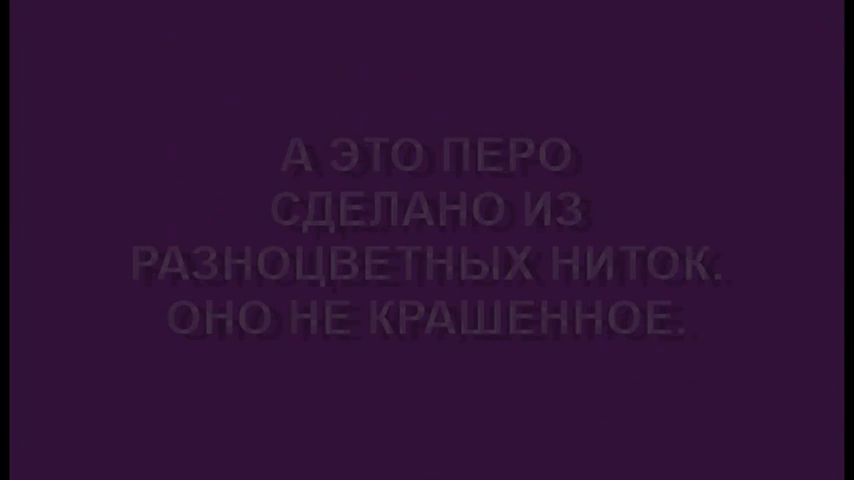 А ЭТО ПЕРО
СДЕЛАНО ИЗ
РАЗНОЦВЕТНЫХ НИТОК.
ОНО НЕ КРАШЕННОЕ.